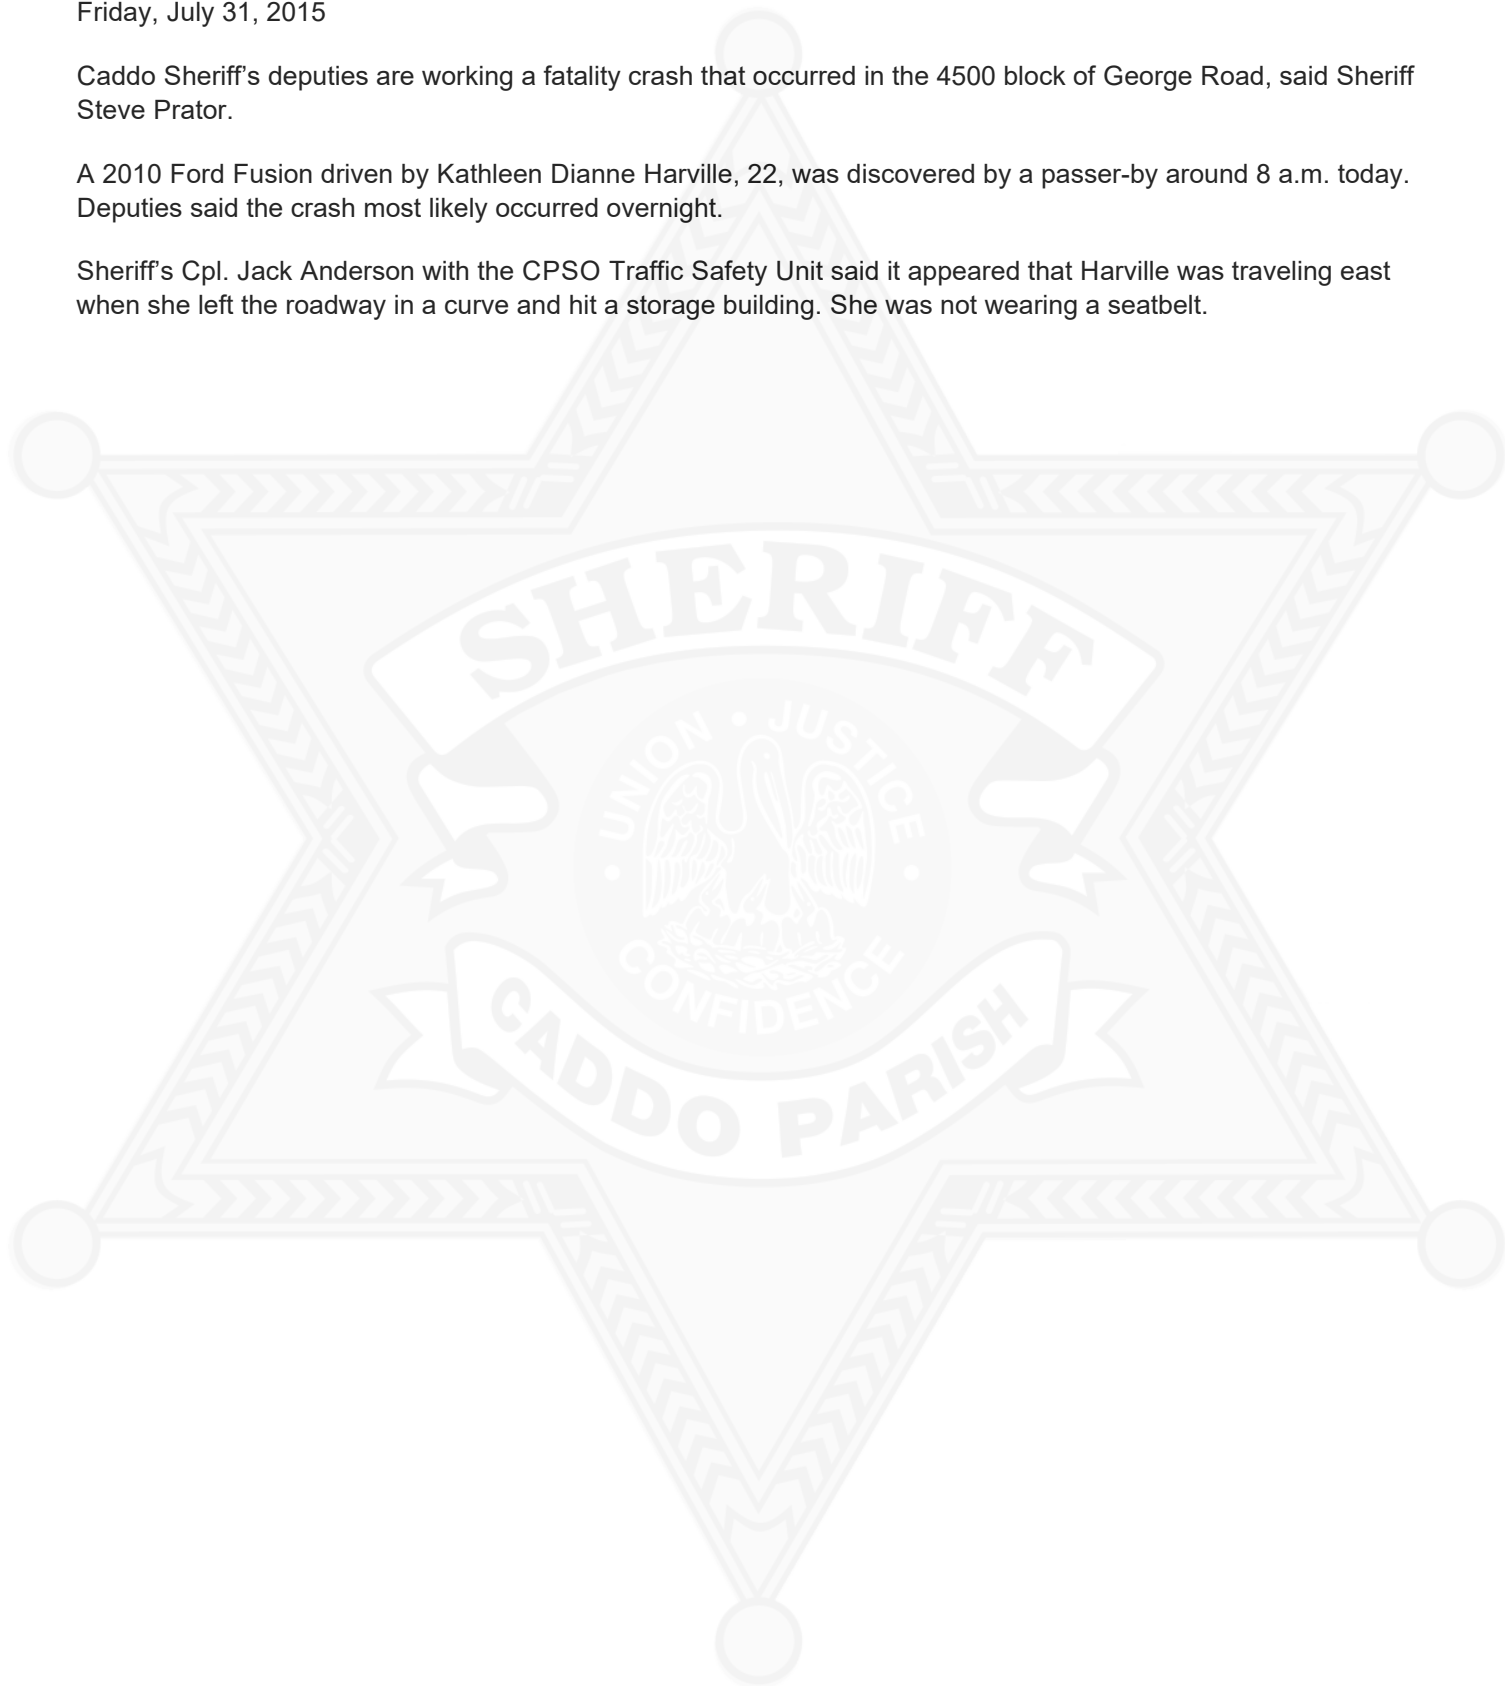 Friday, July 31, 2015
Caddo Sheriff’s deputies are working a fatality crash that occurred in the 4500 block of George Road, said Sheriff
Steve Prator.
A 2010 Ford Fusion driven by Kathleen Dianne Harville, 22, was discovered by a passer-by around 8 a.m. today.
Deputies said the crash most likely occurred overnight.
Sheriff’s Cpl. Jack Anderson with the CPSO Traffic Safety Unit said it appeared that Harville was traveling east
when she left the roadway in a curve and hit a storage building. She was not wearing a seatbelt.
SHERIFF
UNION • JUSTICE
• CONFIDENCE •
CADDO PARISH